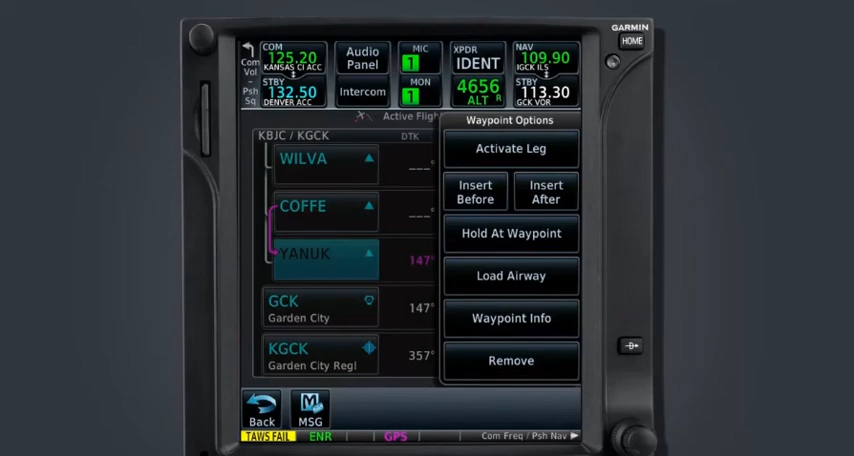 GARMIN
HOME
Com
Vol
-
Psh
Sq
COM
125.20
KANSAS CI ACC
STBY
132.50
DENVER ACC
Audio
Panel
Intercom
MIC
1
MON
1
XPDR
IDENT
4656
ALT R
NAV
109.90
IGCK ILS
STBY
113.30
GCK VOR
Active Fligh
KBJC / KGCK
DTK
WILVA
___°
COFFE
___°
YANUK
147°
GCK
Garden City
147°
KGCK
Garden City Regl
357°
Waypoint Options
Activate Leg
Insert
Before
Insert
After
Hold At Waypoint
Load Airway
Waypoint Info
Remove
Back
MSG
TAWS FAIL
ENR
GPS
Com Freq / Psh Nav
D